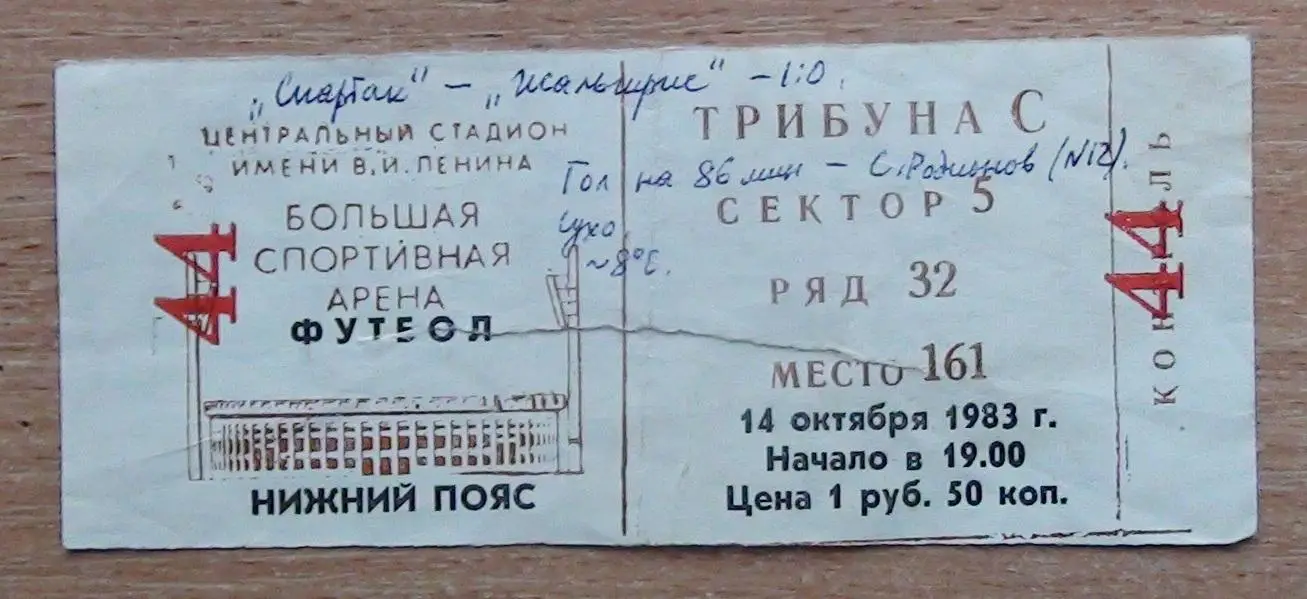 „Спартак" – „Жальгирис" – 1:0.
ЦЕНТРАЛЬНЫЙ СТАДИОН
ИМЕНИ В.И.ЛЕНИНА
БОЛЬШАЯ
СПОРТИВНАЯ
АРЕНА
ФУТБОЛ
НИЖНИЙ ПОЯС
44
ТРИБУНА С
Гол на 86 мин – С.Родионов (N12).
СЕКТОР 5
сухо,
~8°С.
РЯД 32
МЕСТО 161
14 октября 1983 г.
Начало в 19.00
Цена 1 руб. 50 коп.
44